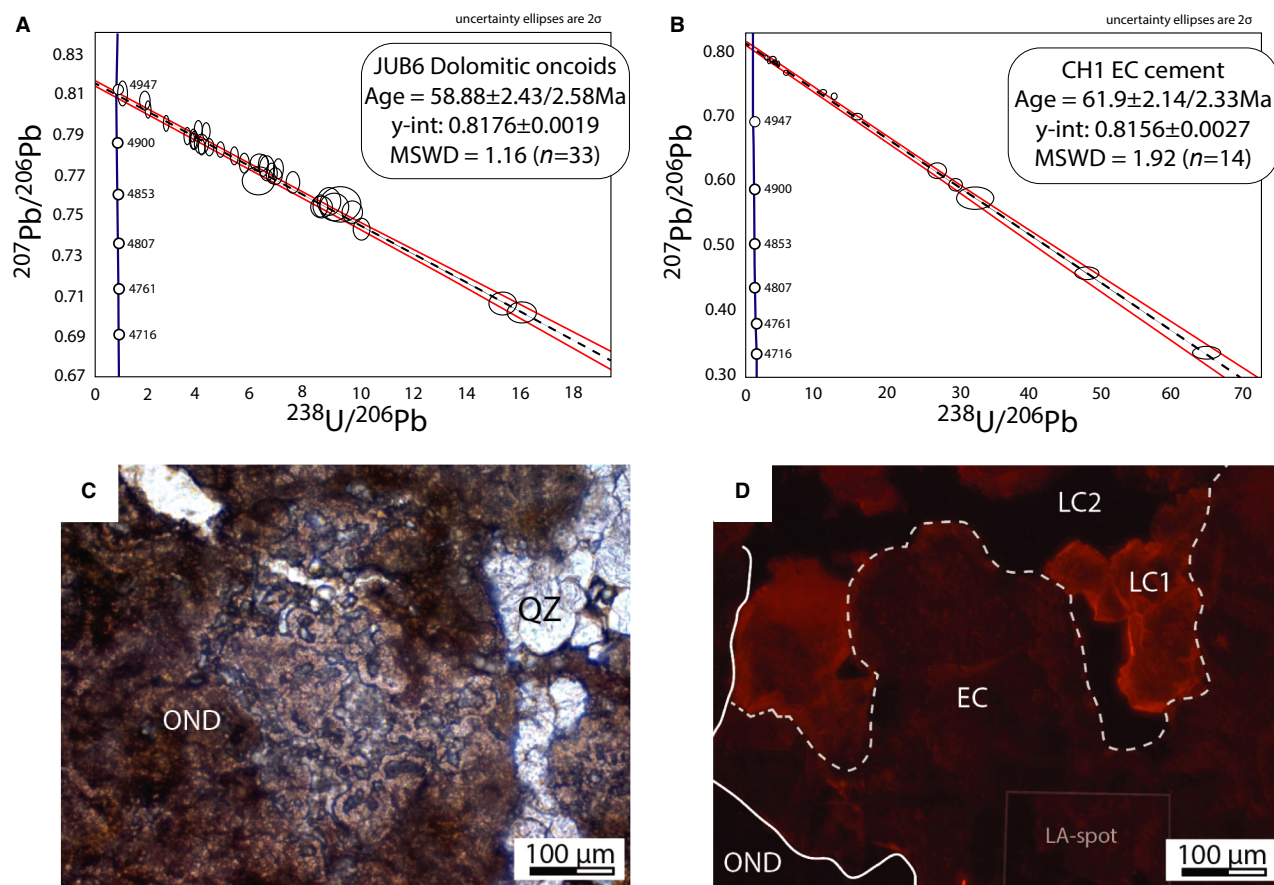 uncertainty ellipses are 2σ
A
JUB6 Dolomitic oncoids
Age = 58.88±2.43/2.58Ma
y-int: 0.8176±0.0019
MSWD = 1.16 (n=33)
0.83
0.81
0.79
0.77
0.75
0.73
0.71
0.69
0.67
207Pb/206Pb
4947
4900
4853
4807
4761
4716
0 2 4 6 8 10 12 14 16 18
238U/206Pb
uncertainty ellipses are 2σ
B
CH1 EC cement
Age = 61.9±2.14/2.33Ma
y-int: 0.8156±0.0027
MSWD = 1.92 (n=14)
0.80
0.70
0.60
0.50
0.40
0.30
207Pb/206Pb
4947
4900
4853
4807
4761
4716
0 10 20 30 40 50 60 70
238U/206Pb
C
QZ
OND
100 µm
D
LC2
LC1
EC
LA-spot
OND
100 µm